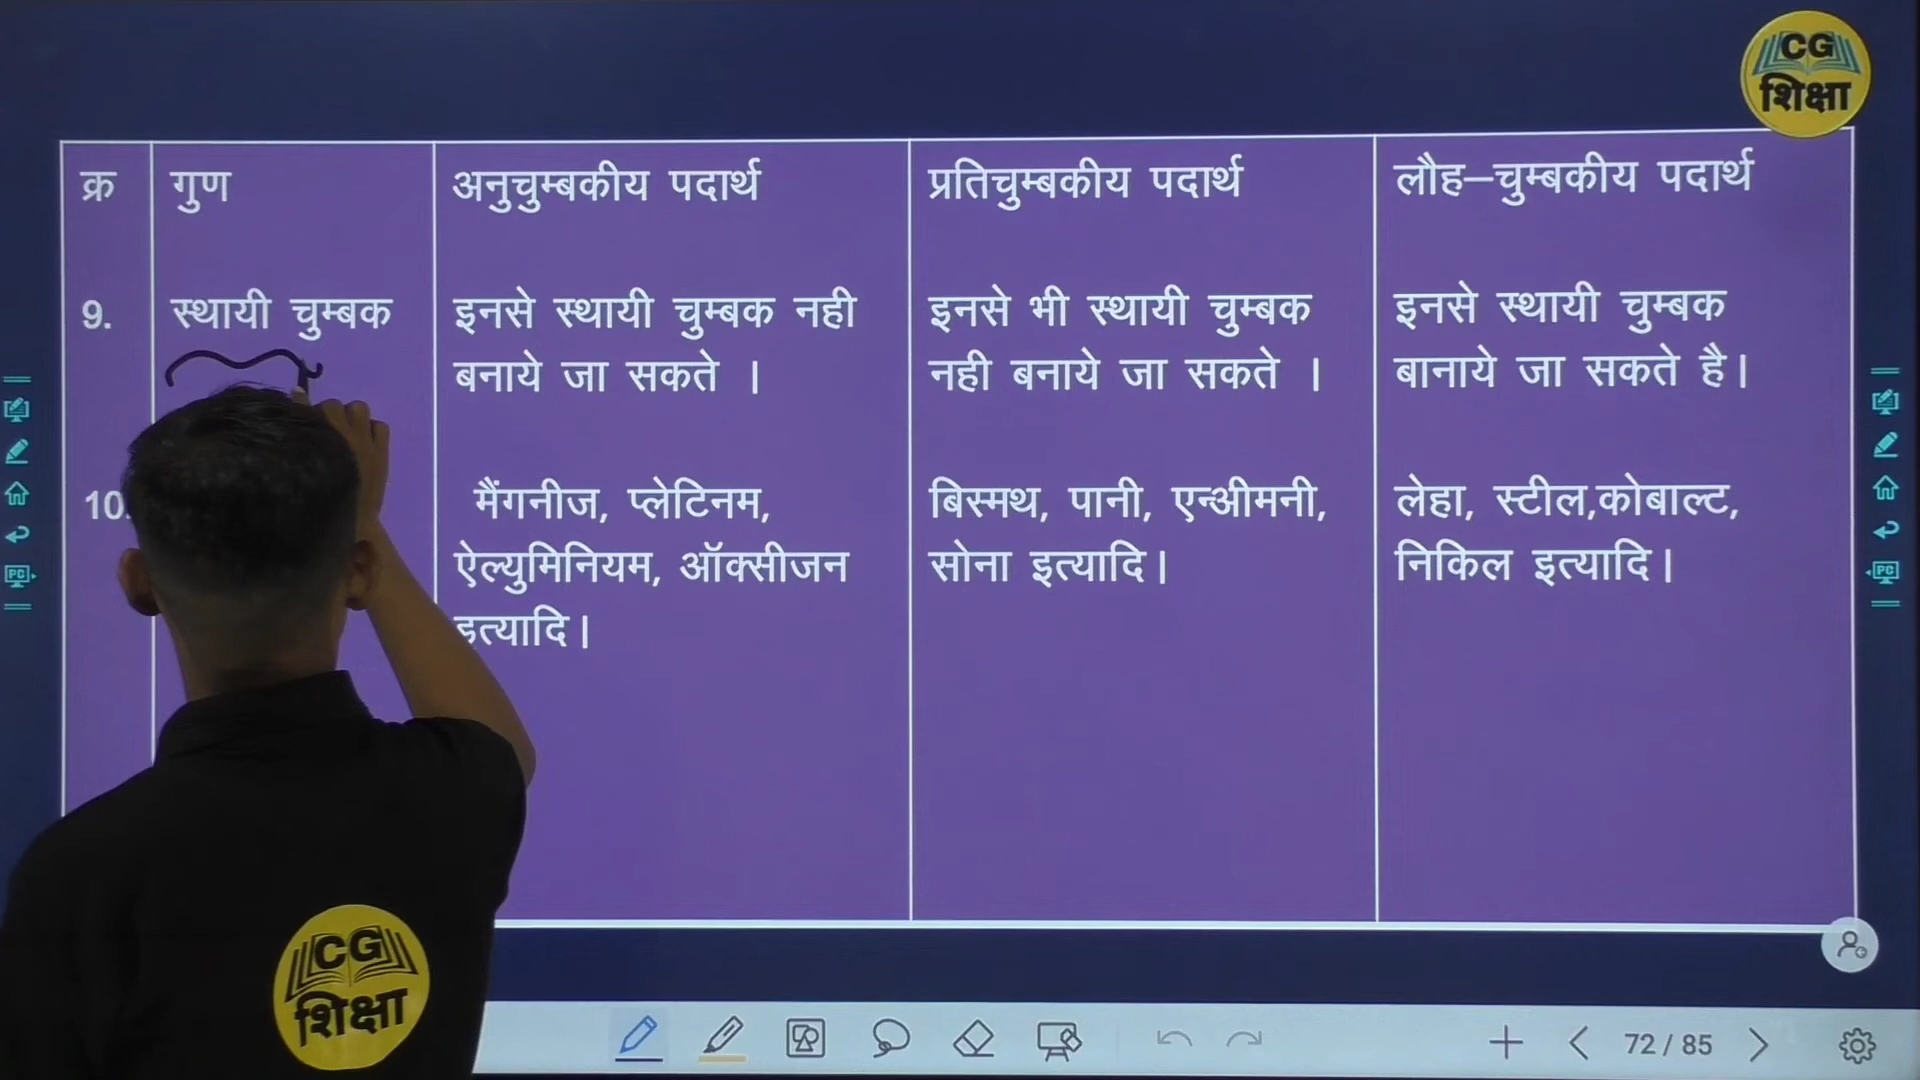 CG
शिक्षा
क्र गुण अनुचुम्बकीय पदार्थ प्रतिचुम्बकीय पदार्थ लौह–चुम्बकीय पदार्थ
9. स्थायी चुम्बक इनसे स्थायी चुम्बक नही इनसे भी स्थायी चुम्बक इनसे स्थायी चुम्बक
बनाये जा सकते । नही बनाये जा सकते । बानाये जा सकते है।
10. मैंगनीज, प्लेटिनम, बिस्मथ, पानी, लेहा, स्टील,कोबाल्ट,
ऐल्युमिनियम, ऑक्सीजन सोना इत्यादि। निकिल इत्यादि।
इत्यादि।
PC PC
CG
शिक्षा
72 / 85